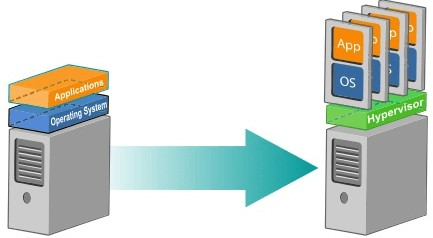 Applications
Operating System
App
OS
S
Hypervisor